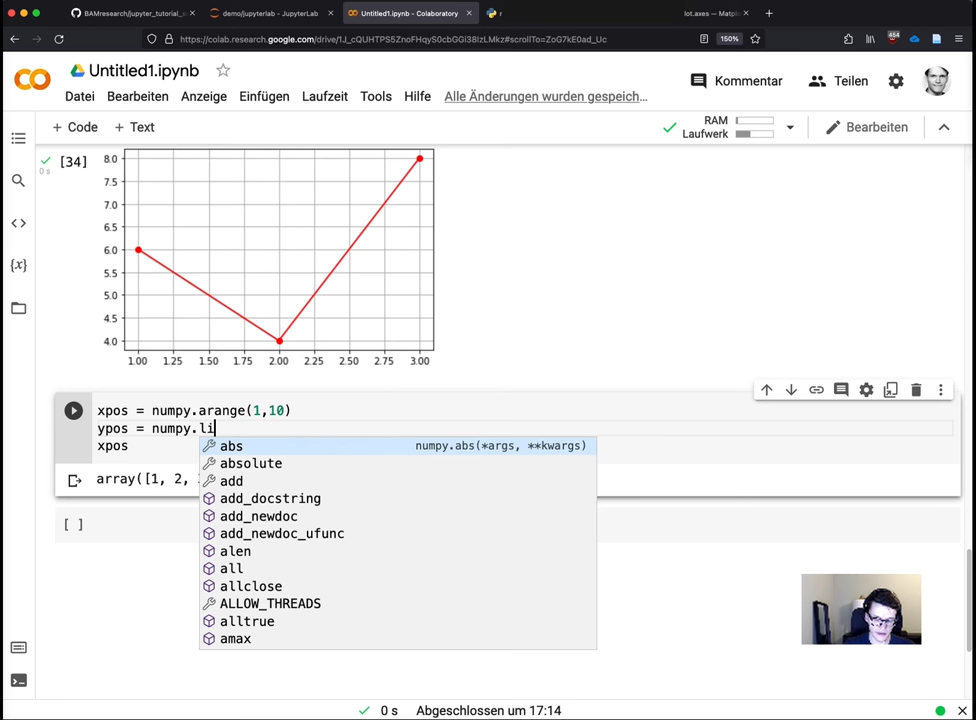 BAMresearch/jupyter_tutorial_s
demo/jupyterlab - JupyterLab
Untitled1.ipynb - Colaboratory
r
lot.axes — Matpl
https://colab.research.google.com/drive/1J_cQUHTPS5ZnoFHqyS0cbGGi38IzLMkz#scrollTo=ZoG7kE0ad_Uc
150%
454
Untitled1.ipynb
Kommentar
Teilen
Datei Bearbeiten Anzeige Einfügen Laufzeit Tools Hilfe Alle Änderungen wurden gespeich…
+ Code + Text
RAM
Laufwerk
Bearbeiten
[34]
0 s
8.0
7.5
7.0
6.5
6.0
5.5
5.0
4.5
4.0
1.00 1.25 1.50 1.75 2.00 2.25 2.50 2.75 3.00
{x}
xpos = numpy.arange(1,10)
ypos = numpy.li
xpos
abs numpy.abs(*args, **kwargs)
absolute
array([1, 2,
add
add_docstring
add_newdoc
[ ]
add_newdoc_ufunc
alen
all
allclose
ALLOW_THREADS
alltrue
amax
0 s Abgeschlossen um 17:14